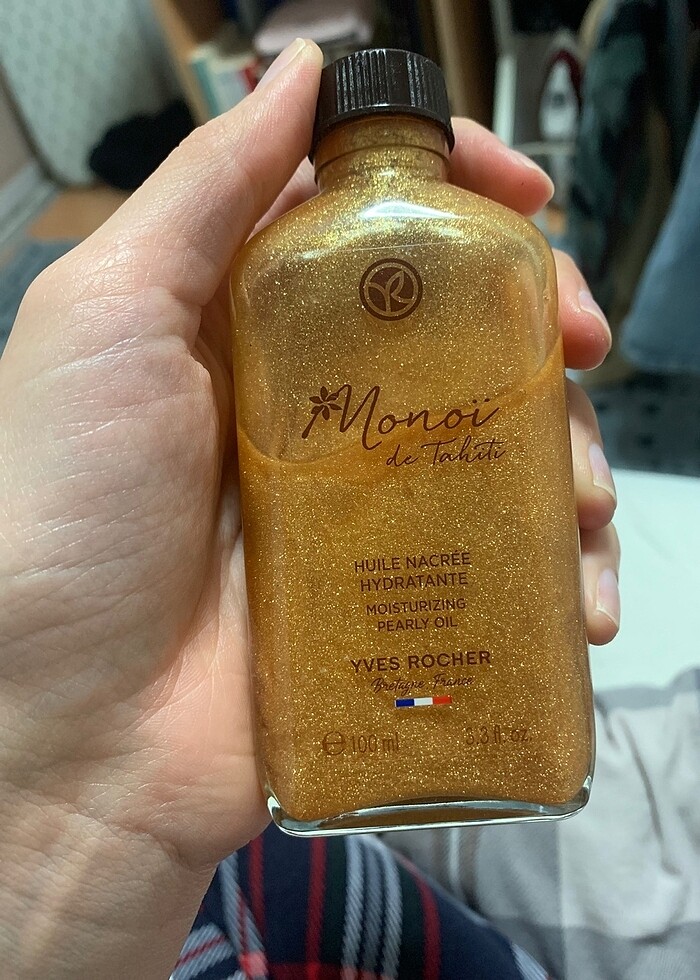 Monoï
de Tahiti
HUILE NACRÉE
HYDRATANTE
MOISTURIZING
PEARLY OIL
YVES ROCHER
Bretagne France
℮ 100 ml 3.3 fl. oz.